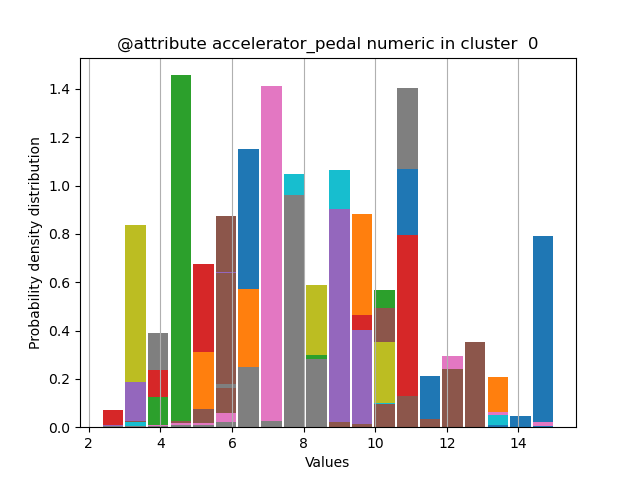 @attribute accelerator_pedal numeric in cluster  0
Probability density distribution
1.4
1.2
1.0
0.8
0.6
0.4
0.2
0.0
2 4 6 8 10 12 14
Values